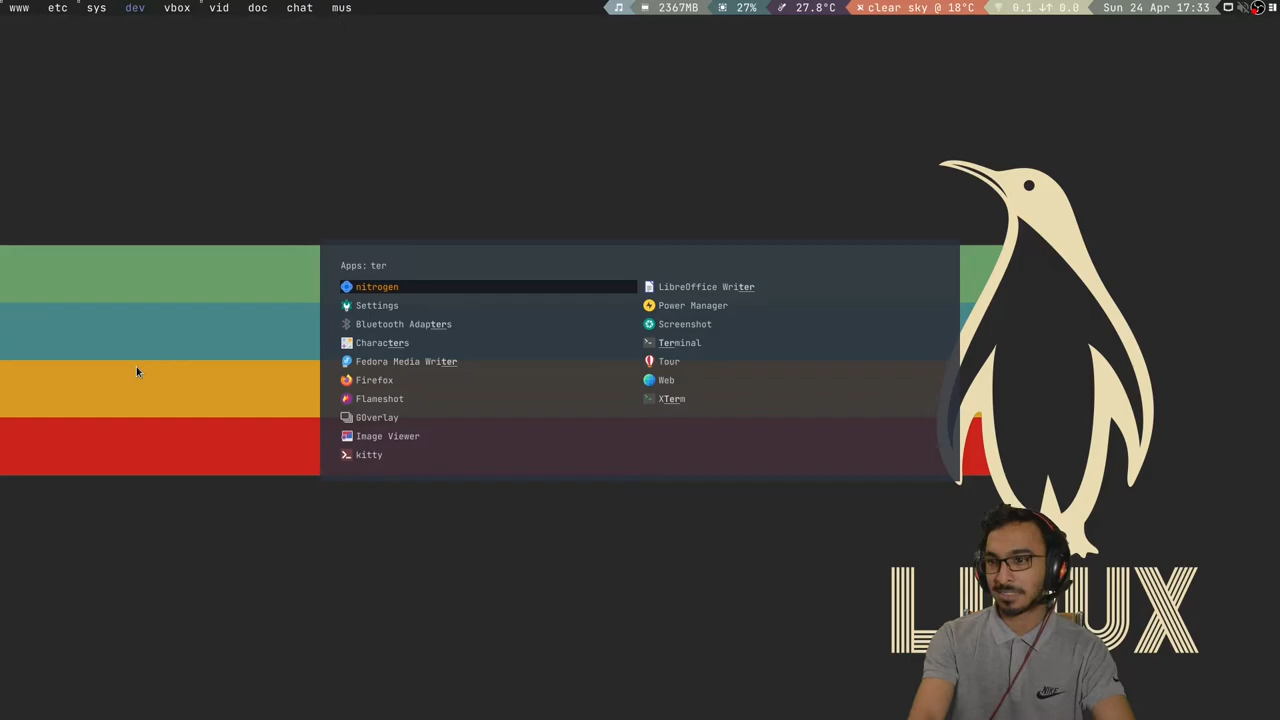 www etc sys dev vbox vid doc chat mus 2367MB 27% 27.8°C clear sky @ 18°C 0.1 ↓↑ 0.0 Sun 24 Apr 17:33
Apps: ter
nitrogen
Settings
Bluetooth Adapters
Characters
Fedora Media Writer
Firefox
Flameshot
GOverlay
Image Viewer
kitty
LibreOffice Writer
Power Manager
Screenshot
Terminal
Tour
Web
XTerm
LINUX
NIKE